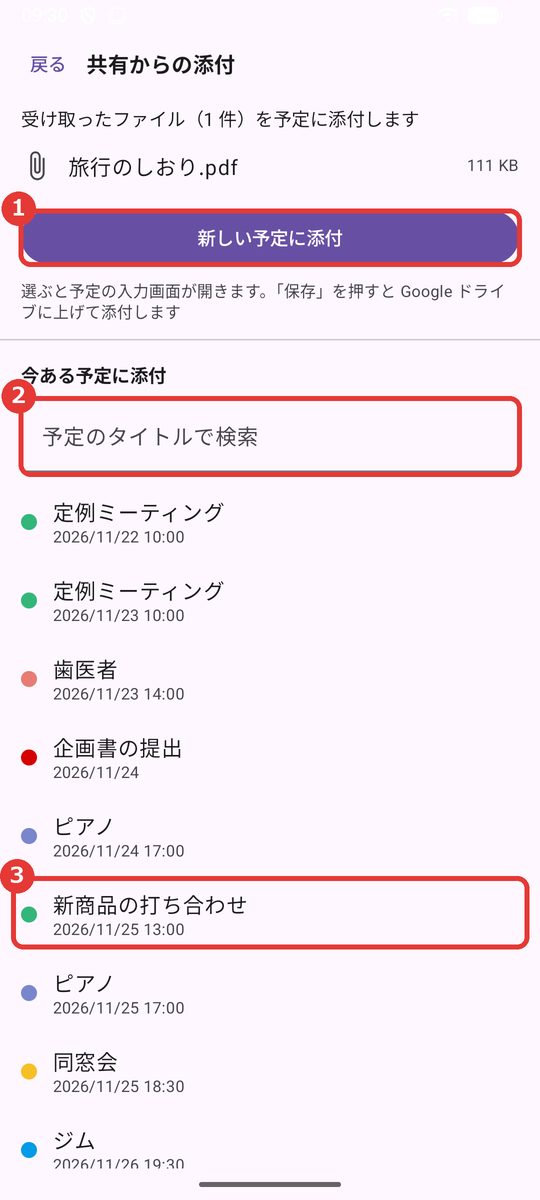 09:30
戻る 共有からの添付
受け取ったファイル（1 件）を予定に添付します
旅行のしおり.pdf 111 KB
1
新しい予定に添付
選ぶと予定の入力画面が開きます。「保存」を押すと Google ドライ
ブに上げて添付します
今ある予定に添付
2
予定のタイトルで検索
定例ミーティング
2026/11/22 10:00
定例ミーティング
2026/11/23 10:00
歯医者
2026/11/23 14:00
企画書の提出
2026/11/24
ピアノ
2026/11/24 17:00
3
新商品の打ち合わせ
2026/11/25 13:00
ピアノ
2026/11/25 17:00
同窓会
2026/11/25 18:30
ジム
2026/11/26 19:30